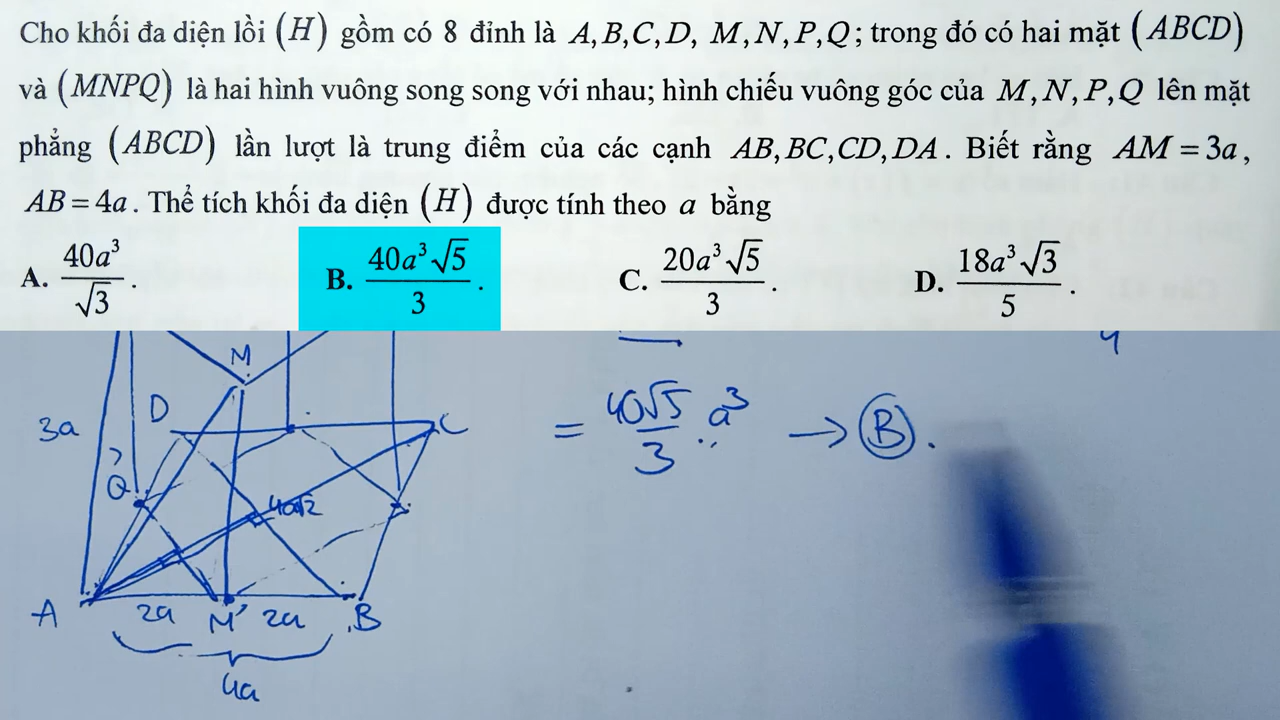 Cho khối đa diện lồi (H) gồm có 8 đỉnh là A, B, C, D, M, N, P, Q; trong đó có hai mặt (ABCD)
và (MNPQ) là hai hình vuông song song với nhau; hình chiếu vuông góc của M, N, P, Q lên mặt
phẳng (ABCD) lần lượt là trung điểm của các cạnh AB, BC, CD, DA. Biết rằng AM = 3a,
AB = 4a. Thể tích khối đa diện (H) được tính theo a bằng
A. 40a³/√3. B. 40a³√5/3. C. 20a³√5/3. D. 18a³√3/5.
M
D
C
3a
= 40√5/3 . a³ → B.
Q'
4a√2
A 2a M' 2a B
4a